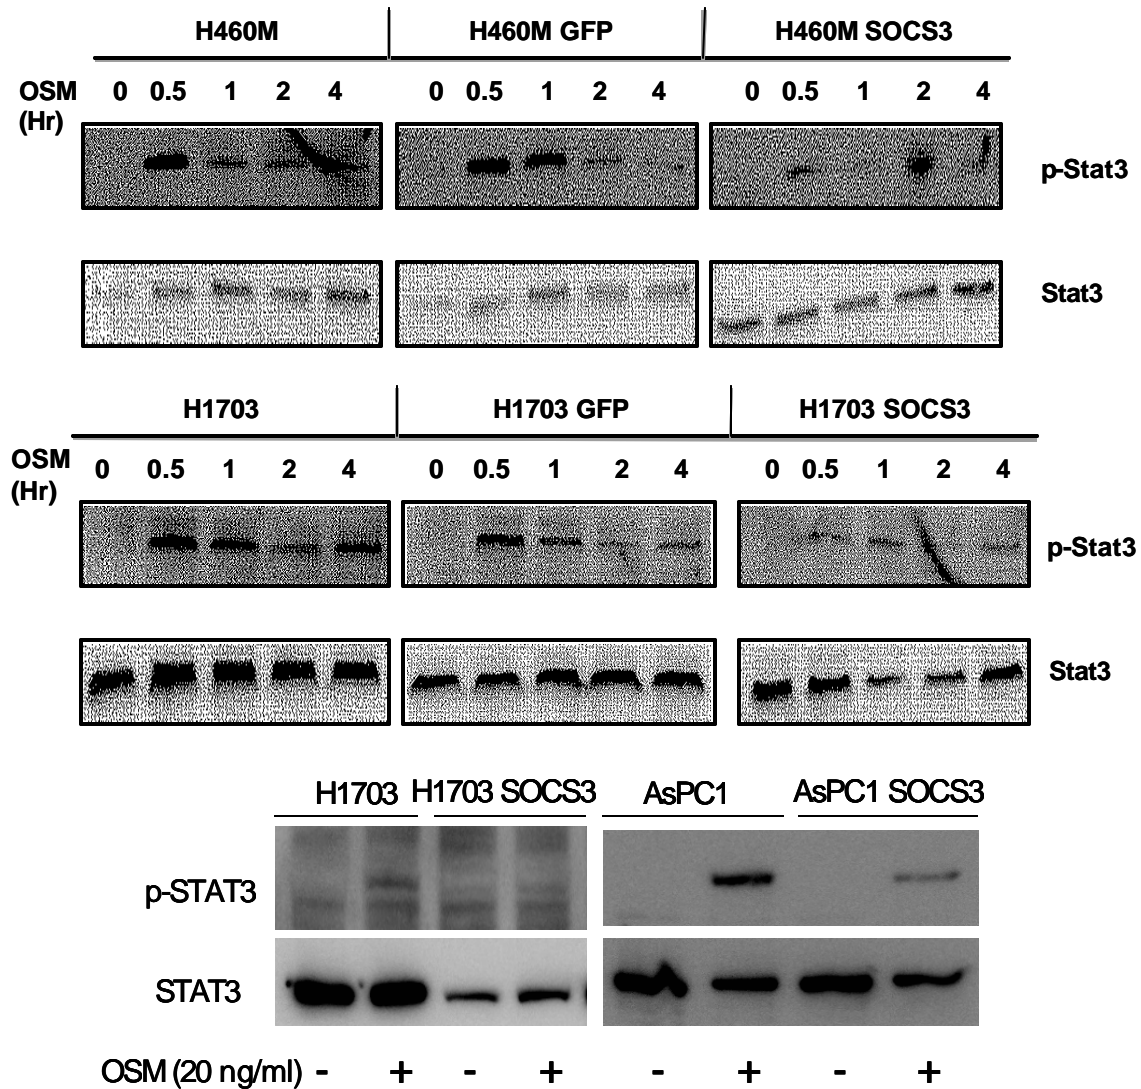 H460M H460M GFP H460M SOCS3
OSM 0 0.5 1 2 4 0 0.5 1 2 4 0 0.5 1 2 4
(Hr)
p-Stat3
Stat3
H1703 H1703 GFP H1703 SOCS3
OSM 0 0.5 1 2 4 0 0.5 1 2 4 0 0.5 1 2 4
(Hr)
p-Stat3
Stat3
H1703 H1703 SOCS3 AsPC1 AsPC1 SOCS3
p-STAT3
STAT3
OSM (20 ng/ml) - + - + - + - +